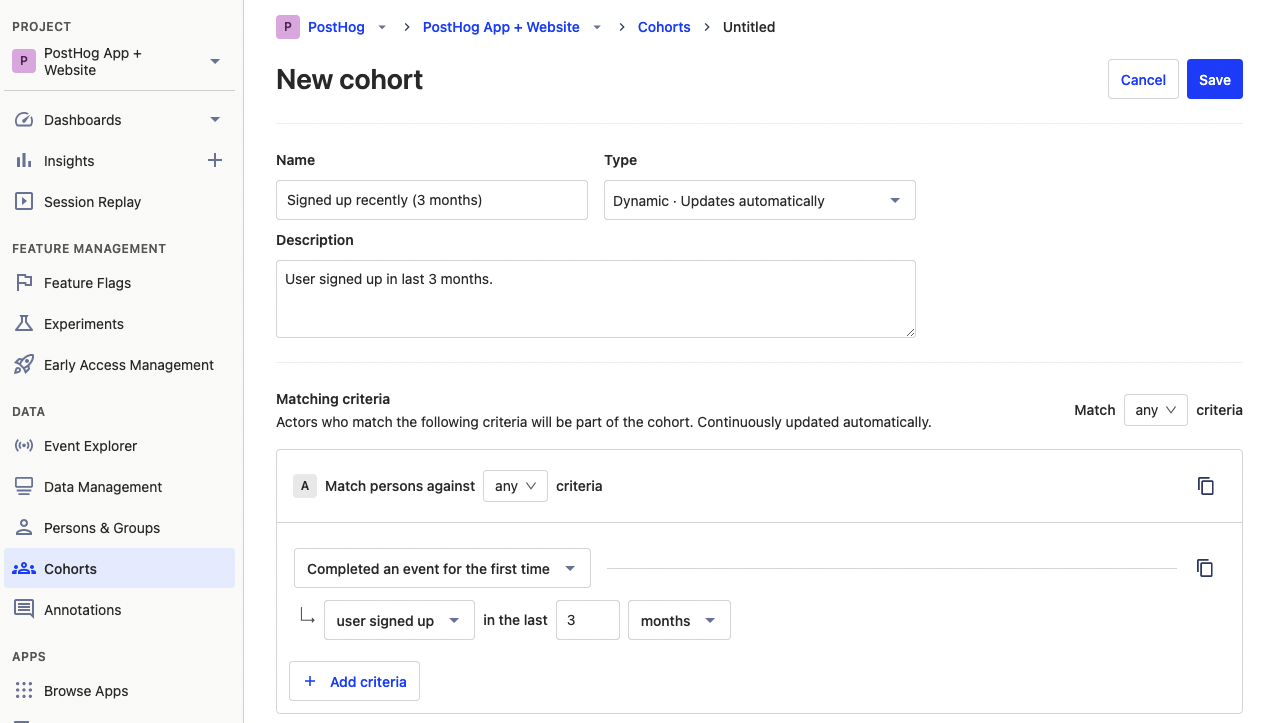 PROJECT
P
PostHog App +
Website
Dashboards
Insights
Session Replay
FEATURE MANAGEMENT
Feature Flags
Experiments
Early Access Management
DATA
Event Explorer
Data Management
Persons & Groups
Cohorts
Annotations
APPS
Browse Apps
P PostHog > PostHog App + Website > Cohorts > Untitled
New cohort
Cancel Save
Name
Type
Signed up recently (3 months)
Dynamic · Updates automatically
Description
User signed up in last 3 months.
Matching criteria
Actors who match the following criteria will be part of the cohort. Continuously updated automatically.
Match any criteria
A Match persons against any criteria
Completed an event for the first time
user signed up in the last 3 months
+ Add criteria